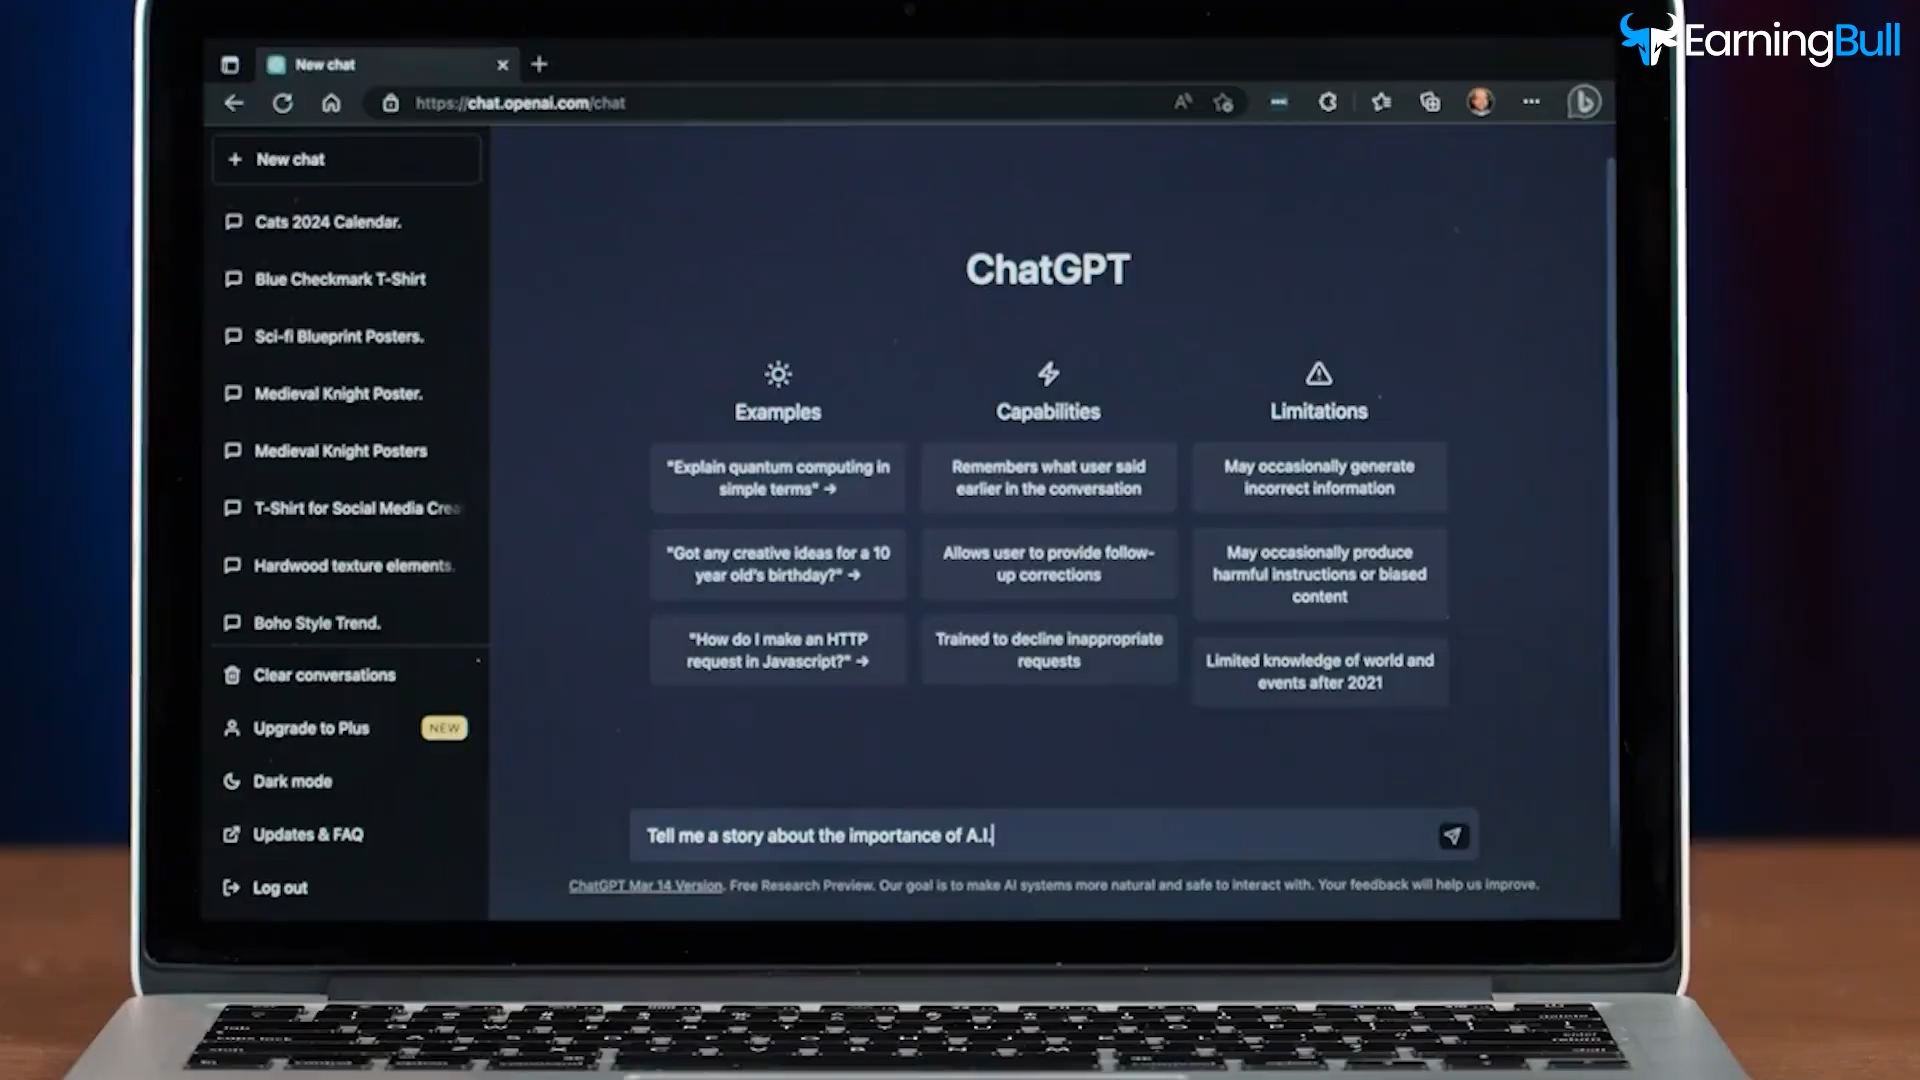 EarningBull
New chat
https://chat.openai.com/chat
New chat
Cats 2024 Calendar.
Blue Checkmark T-Shirt
Sci-fi Blueprint Posters.
Medieval Knight Poster.
Medieval Knight Posters
T-Shirt for Social Media Crea
Hardwood texture elements.
Boho Style Trend.
Clear conversations
Upgrade to Plus NEW
Dark mode
Updates & FAQ
Log out
ChatGPT
Examples
"Explain quantum computing in
simple terms" →
"Got any creative ideas for a 10
year old's birthday?" →
"How do I make an HTTP
request in Javascript?" →
Capabilities
Remembers what user said
earlier in the conversation
Allows user to provide follow-
up corrections
Trained to decline inappropriate
requests
Limitations
May occasionally generate
incorrect information
May occasionally produce
harmful instructions or biased
content
Limited knowledge of world and
events after 2021
Tell me a story about the importance of A.I.
ChatGPT Mar 14 Version. Free Research Preview. Our goal is to make AI systems more natural and safe to interact with. Your feedback will help us improve.